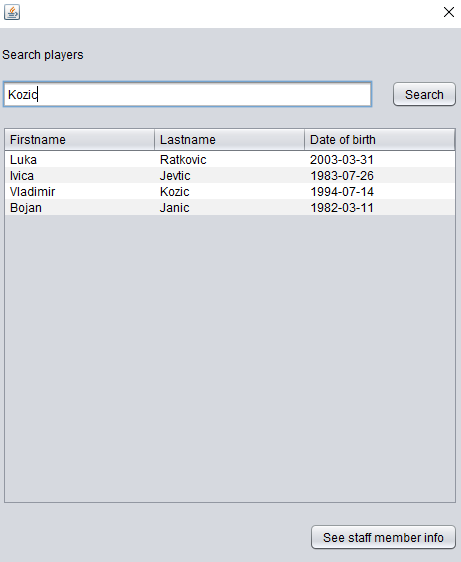 Search players
Kozic Search
Firstname Lastname Date of birth
Luka Ratkovic 2003-03-31
Ivica Jevtic 1983-07-26
Vladimir Kozic 1994-07-14
Bojan Janic 1982-03-11
See staff member info